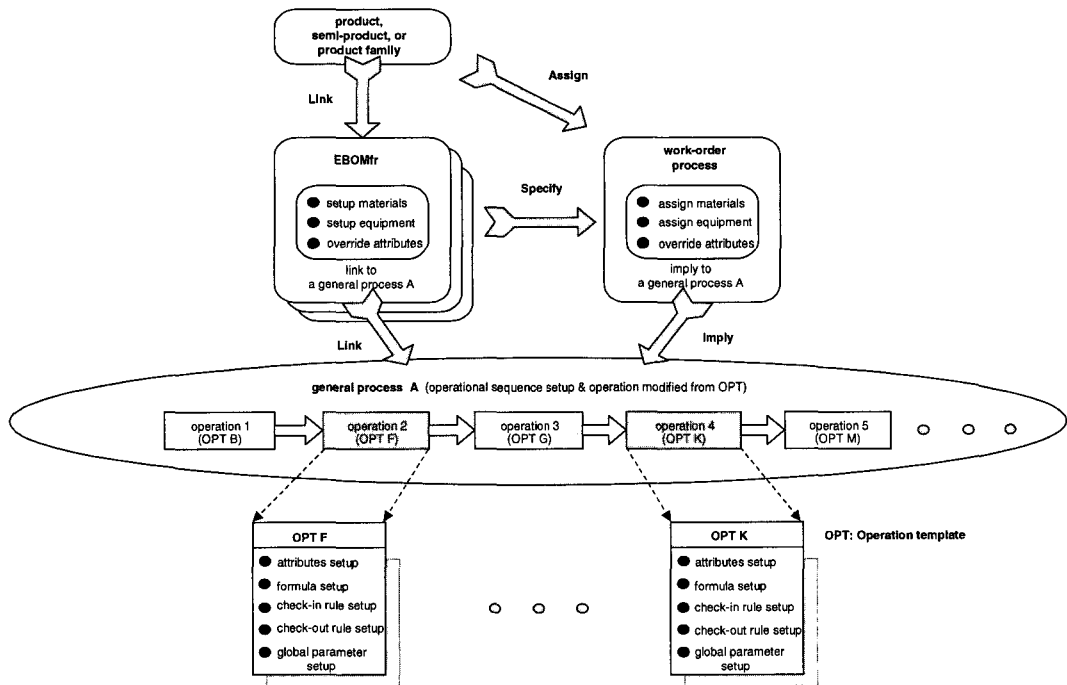 product,
semi-product, or
product family
Link
Assign
EBOMfr
setup materials
setup equipment
override attributes
link to
a general process A
Specify
work-order
process
assign materials
assign equipment
override attributes
imply to
a general process A
Link
Imply
general process A (operational sequence setup & operation modified from OPT)
operation 1
(OPT B)
operation 2
(OPT F)
operation 3
(OPT G)
operation 4
(OPT K)
operation 5
(OPT M)
OPT F
attributes setup
formula setup
check-in rule setup
check-out rule setup
global parameter
setup
OPT K
attributes setup
formula setup
check-in rule setup
check-out rule setup
global parameter
setup
OPT: Operation template